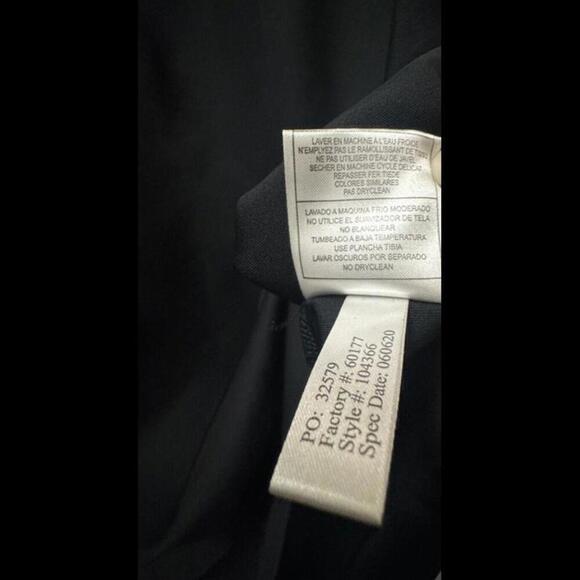 LAVER EN MACHINE A L'EAU FROIDE
N'EMPLYEZ PAS LE RAMOLLISSANT DE TISSU
NE PAS UTILISER D'EAU DE JAVEL
SECHER EN MACHINE CYCLE DELICAT
REPASSER FER TIEDE
COLORES SIMILARES
PAS DRYCLEAN
LAVADO A MAQUINA FRIO MODERADO
NO UTILICE EL SUAVIZADOR DE TELA
NO BLANQUEAR
TUMBEADO A BAJA TEMPERATURA
USE PLANCHA TIBIA
LAVAR OSCUROS POR SEPARADO
NO DRYCLEAN
PO: 32579
Factory #: 60177
Style #: 104366
Spec Date: 060620